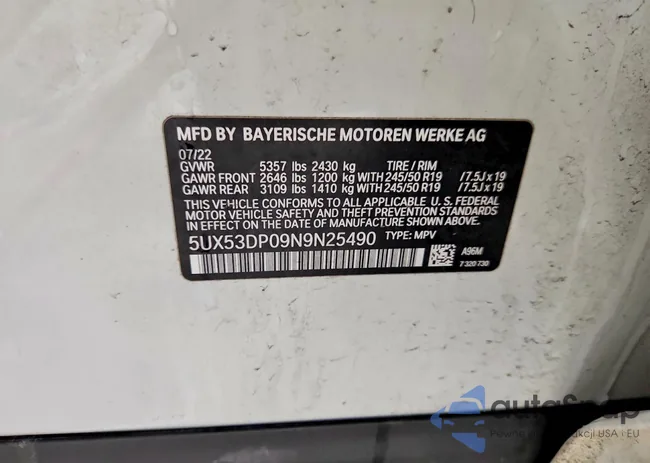 MFD BY BAYERISCHE MOTOREN WERKE AG
07/22
GVWR 5357 lbs 2430 kg TIRE / RIM
GAWR FRONT 2646 lbs 1200 kg WITH 245/50 R19 /7.5J x 19
GAWR REAR 3109 lbs 1410 kg WITH 245/50 R19 /7.5J x 19
THIS VEHICLE CONFORMS TO ALL APPLICABLE U. S. FEDERAL
MOTOR VEHICLE SAFETY AND THEFT PREVENTION STANDARDS
IN EFFECT ON THE DATE OF MANUFACTURE SHOWN ABOVE.
5UX53DP09N9N25490 TYPE: MPV
A96M
7 320 730
autofnap
USA i EU